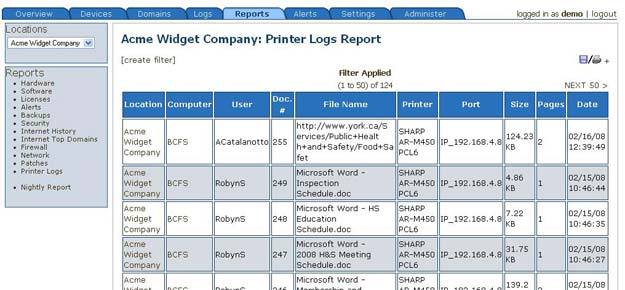 Overview Devices Domains Logs Reports Alerts Settings Administer logged in as demo | logout
Locations
Acme Widget Company
Reports
Hardware
Software
Licenses
Alerts
Backups
Security
Internet History
Internet Top Domains
Firewall
Network
Patches
Printer Logs
Nightly Report
Acme Widget Company: Printer Logs Report
[create filter]
/ +
Filter Applied
(1 to 50) of 124
NEXT 50 >
Location Computer User Doc. # File Name Printer Port Size Pages Date
Acme Widget Company BCFS ACatalanotto 255 http://www.york.ca/Services/Public+Health+and+Safety/Food+Safet SHARP AR-M450 PCL6 IP_192.168.4.8 124.23 KB 2 02/16/08 12:39:49
Acme Widget Company BCFS RobynS 249 Microsoft Word - Inspection Schedule.doc SHARP AR-M450 PCL6 IP_192.168.4.8 4.86 KB 1 02/15/08 10:46:44
Acme Widget Company BCFS RobynS 248 Microsoft Word - HS Education Schedule.doc SHARP AR-M450 PCL6 IP_192.168.4.8 7.22 KB 1 02/15/08 10:46:35
Acme Widget Company BCFS RobynS 247 Microsoft Word - 2008 H&S Meeting Schedule.doc SHARP AR-M450 PCL6 IP_192.168.4.8 31.75 KB 1 02/15/08 10:46:27
Acme Widget BCFS RobynS 246 Microsoft Word - Membership and SHARP AR-M450 IP_192.168.4.8 139.2 02/15/08